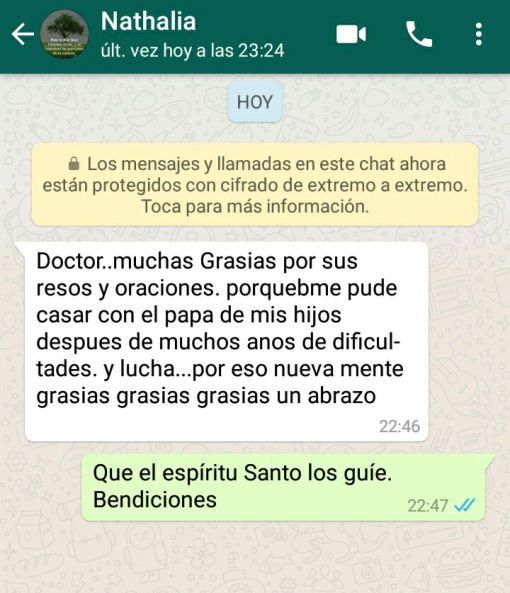 Nathalia
últ. vez hoy a las 23:24
HOY
Los mensajes y llamadas en este chat ahora
están protegidos con cifrado de extremo a extremo.
Toca para más información.
Doctor..muchas Grasias por sus
resos y oraciones. porquebme pude
casar con el papa de mis hijos
despues de muchos anos de dificul-
tades. y lucha...por eso nueva mente
grasias grasias grasias un abrazo
22:46
Que el espíritu Santo los guíe.
Bendiciones
22:47